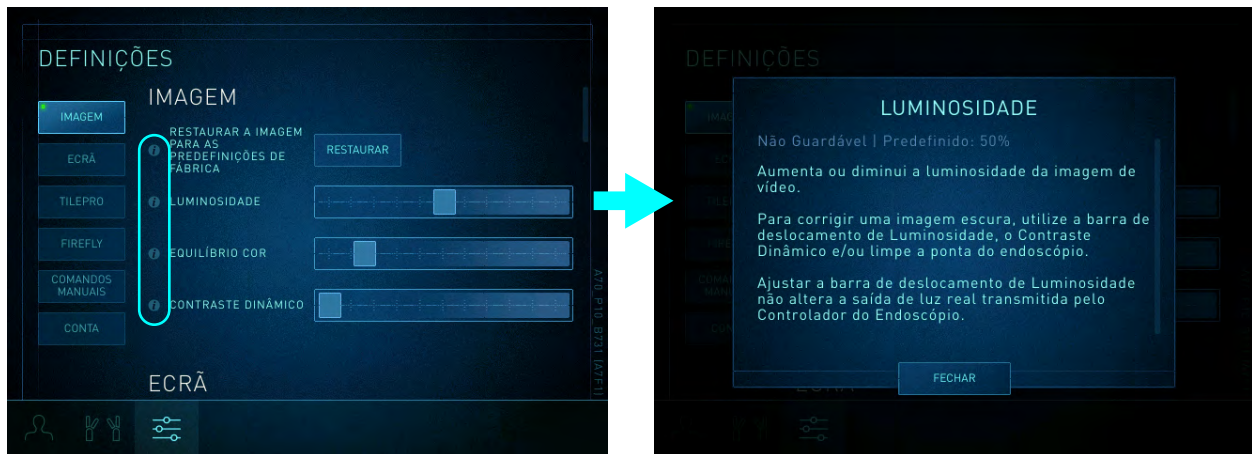 DEFINIÇÕES
IMAGEM
IMAGEM
RESTAURAR A IMAGEM
PARA AS
PREDEFINIÇÕES DE
FÁBRICA
RESTAURAR
ECRÃ
TILEPRO
LUMINOSIDADE
FIREFLY
EQUILÍBRIO COR
COMANDOS
MANUAIS
CONTRASTE DINÂMICO
CONTA
ECRÃ
A70_P10_B731 (A7F1)
DEFINIÇÕES
LUMINOSIDADE
Não Guardável | Predefinido: 50%
Aumenta ou diminui a luminosidade da imagem de
vídeo.
Para corrigir uma imagem escura, utilize a barra de
deslocamento de Luminosidade, o Contraste
Dinâmico e/ou limpe a ponta do endoscópio.
Ajustar a barra de deslocamento de Luminosidade
não altera a saída de luz real transmitida pelo
Controlador do Endoscópio.
FECHAR